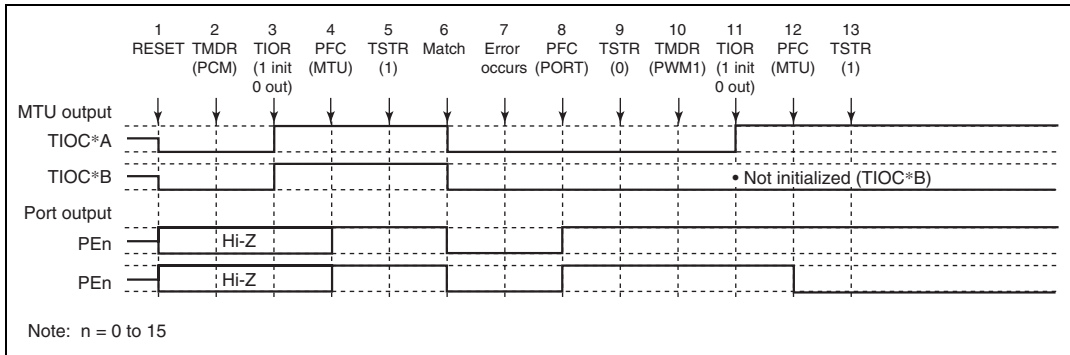 1 2 3 4 5 6 7 8 9 10 11 12 13
RESET TMDR TIOR PFC TSTR Match Error PFC TSTR TMDR TIOR PFC TSTR
(PCM) (1 init (MTU) (1) occurs (PORT) (0) (PWM1) (1 init (MTU) (1)
0 out) 0 out)
MTU output
TIOC*A
TIOC*B
• Not initialized (TIOC*B)
Port output
PEn Hi-Z
PEn Hi-Z
Note: n = 0 to 15